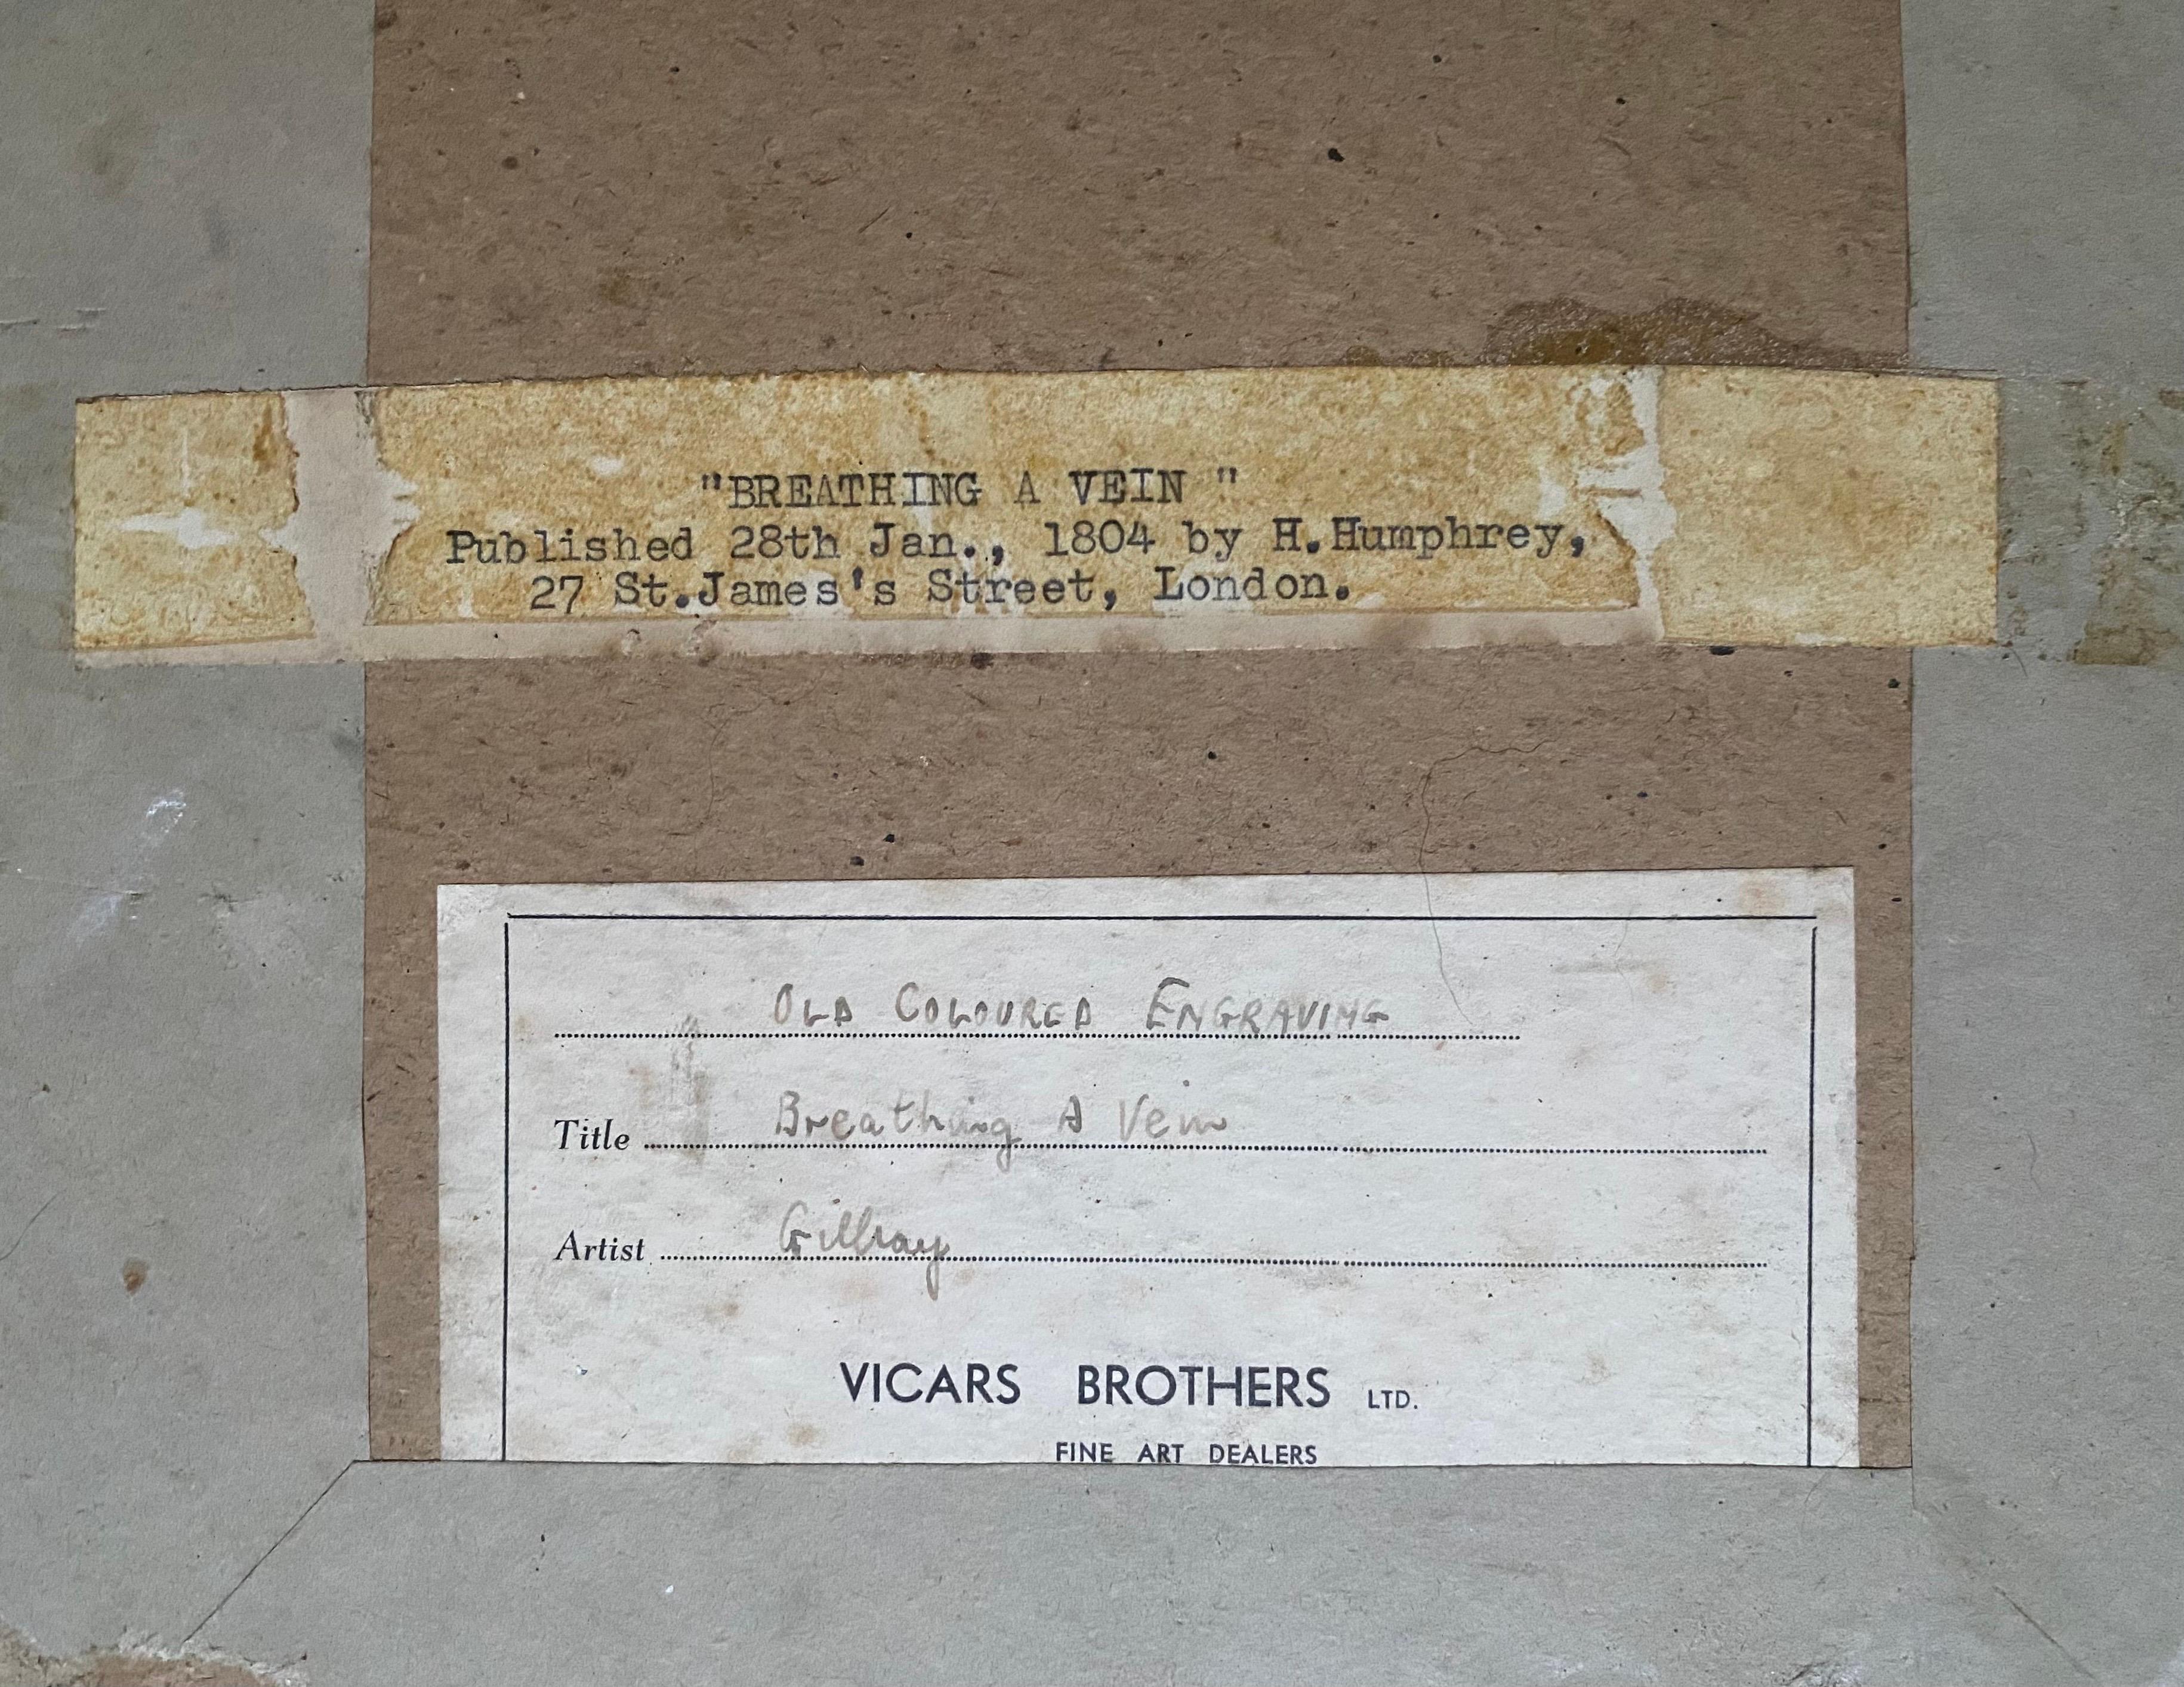 "BREATHING A VEIN "
Published 28th Jan., 1804 by H.Humphrey,
27 St.James's Street, London.
OLD COLOURED ENGRAVING
Title Breathing A Vein
Artist Gillray
VICARS BROTHERS LTD.
FINE ART DEALERS